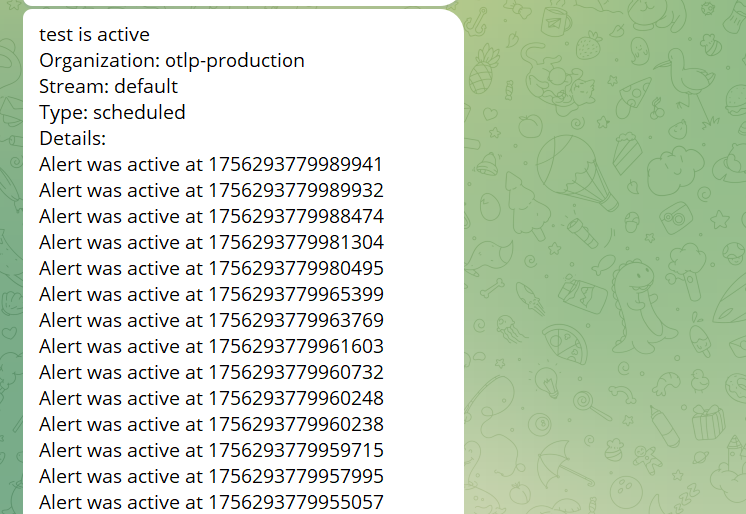 test is active
Organization: otlp-production
Stream: default
Type: scheduled
Details:
Alert was active at 1756293779989941
Alert was active at 1756293779989932
Alert was active at 1756293779988474
Alert was active at 1756293779981304
Alert was active at 1756293779980495
Alert was active at 1756293779965399
Alert was active at 1756293779963769
Alert was active at 1756293779961603
Alert was active at 1756293779960732
Alert was active at 1756293779960248
Alert was active at 1756293779960238
Alert was active at 1756293779959715
Alert was active at 1756293779957995
Alert was active at 1756293779955057